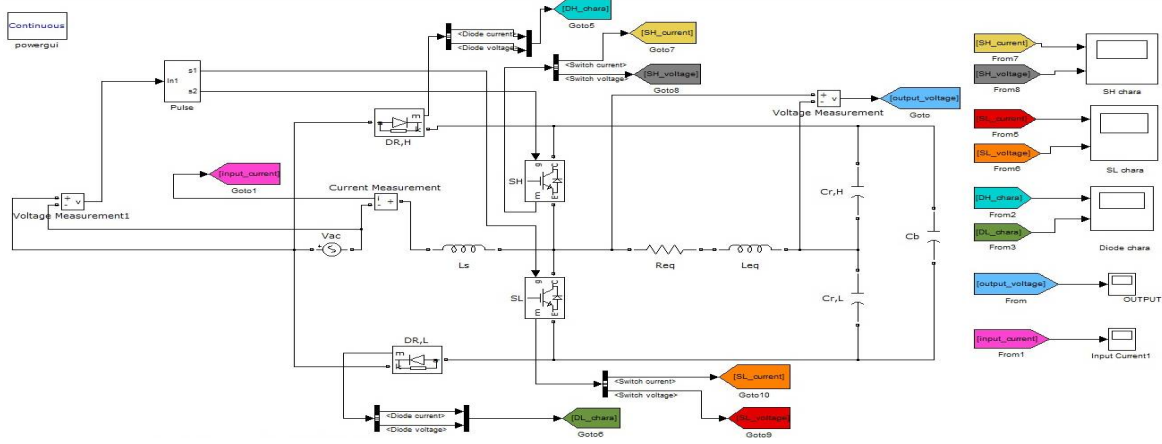 Continuous
powergui
[DH_chara]
Goto5
<Diode current>
<Diode voltage>
[SH_current]
Goto7
<Switch current>
<Switch voltage>
[SH_voltage]
Goto8
s1
In1
s2
Pulse
m
a
k
DR,H
+
-
v
Voltage Measurement
[output_voltage]
Goto
[input_current]
Goto1
Current Measurement
i
+
-
+
-
v
Voltage Measurement1
Vac
+
Ls
g
C
SH
m
E
g
C
SL
m
E
Req
Leq
Cr,H
Cr,L
Cb
DR,L
m
a
k
<Diode current>
<Diode voltage>
[DL_chara]
Goto6
<Switch current>
<Switch voltage>
[SL_current]
Goto10
[SL_voltage]
Goto9
[SH_current]
From7
[SH_voltage]
From8
SH chara
[SL_current]
From5
[SL_voltage]
From6
SL chara
[DH_chara]
From2
[DL_chara]
From3
Diode chara
[output_voltage]
From
OUTPUT
[input_current]
From1
Input Current1